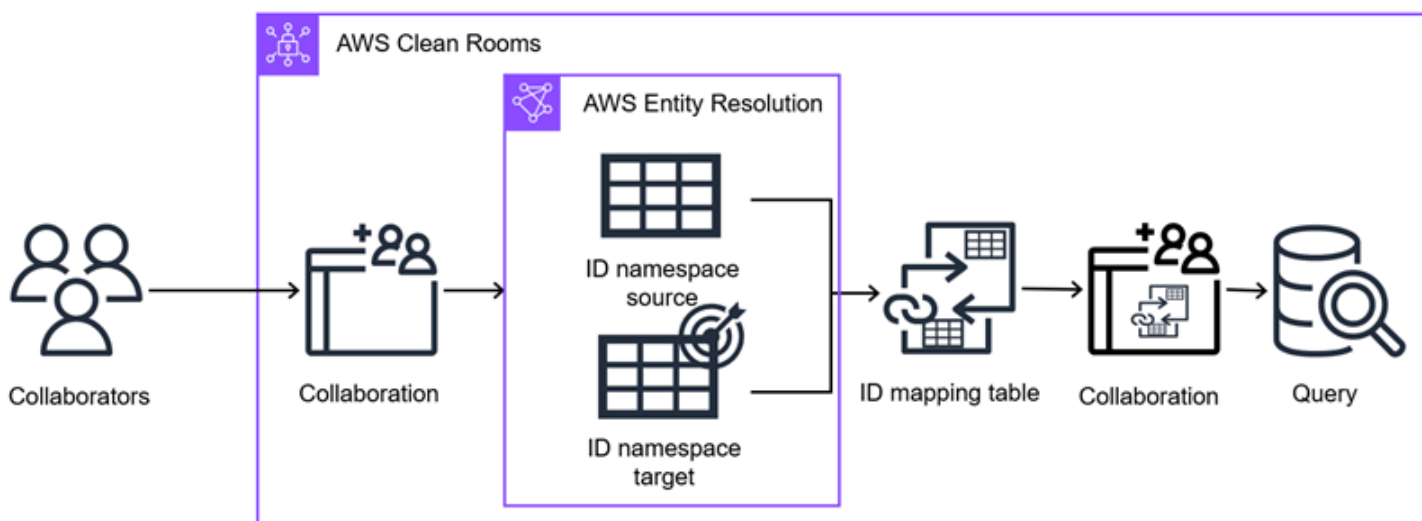 AWS Clean Rooms
AWS Entity Resolution
ID namespace
source
ID namespace
target
Collaborators
Collaboration
ID mapping table
Collaboration
Query